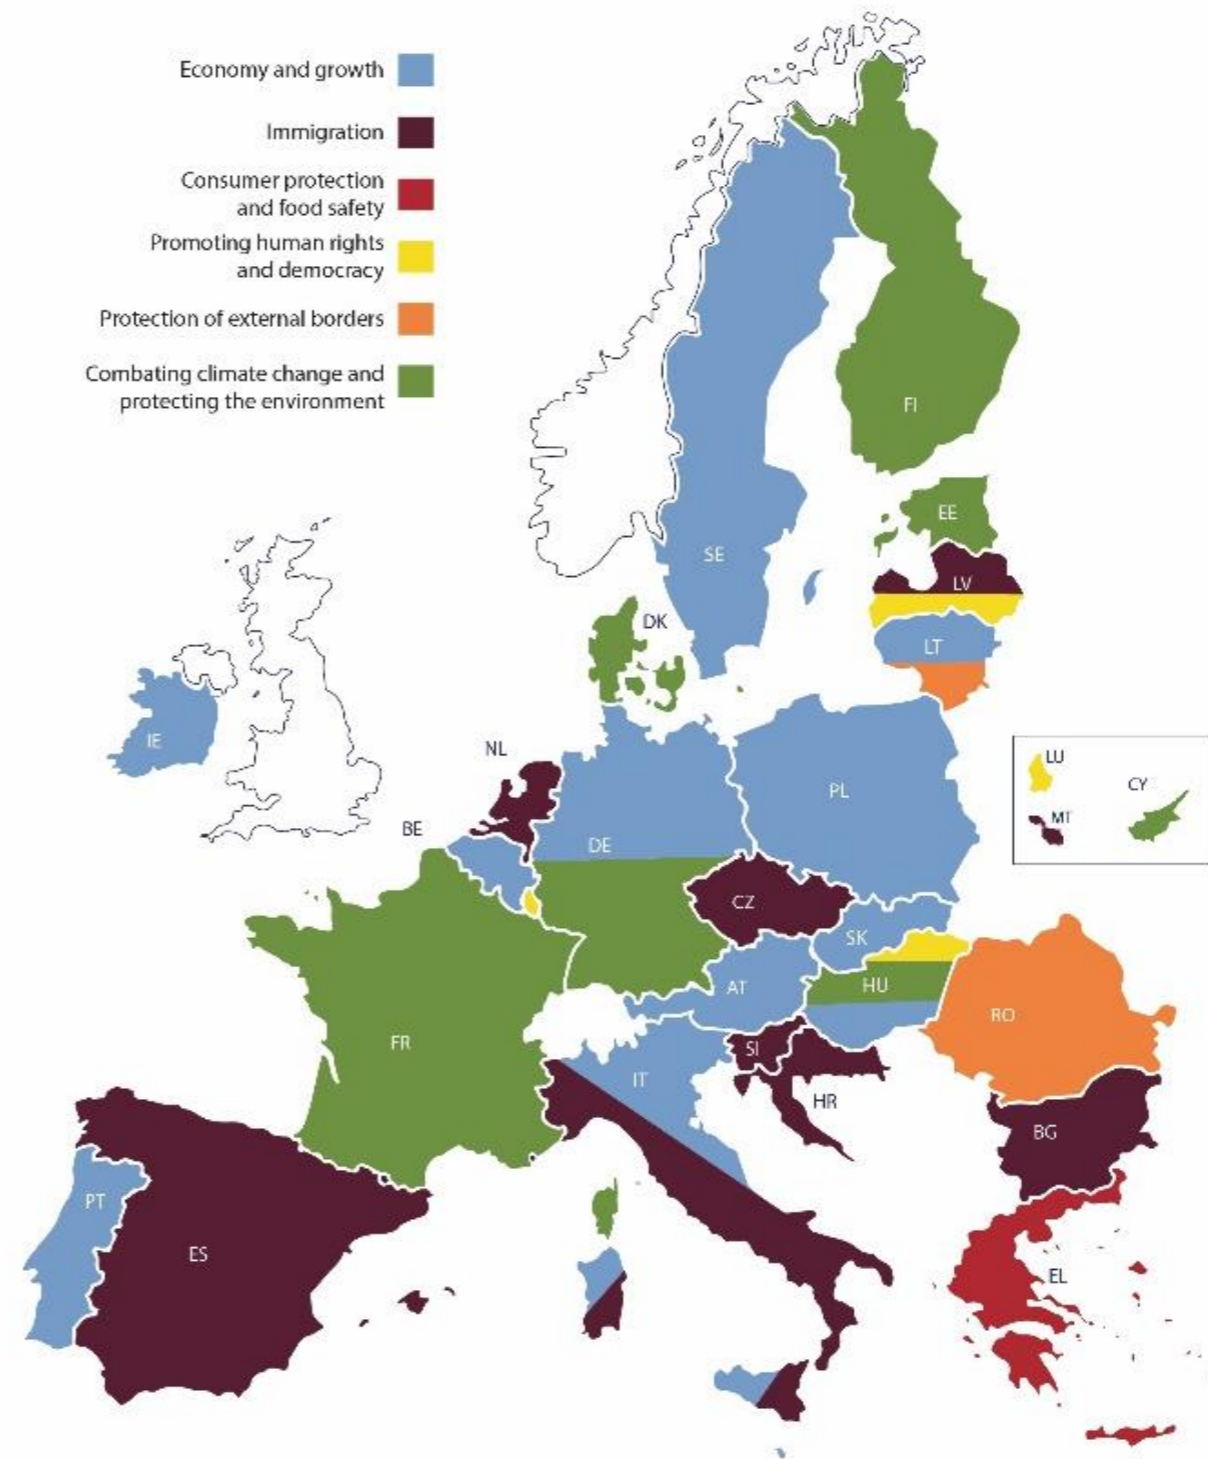 Economy and growth
Immigration
Consumer protection
and food safety
Promoting human rights
and democracy
Protection of external borders
Combating climate change and
protecting the environment
FI
EE
SE
LV
DK
LT
IE
NL
LU
CY
PL
MT
BE
DE
CZ
SK
AT
HU
RO
FR
SI
IT
HR
BG
PT
ES
EL